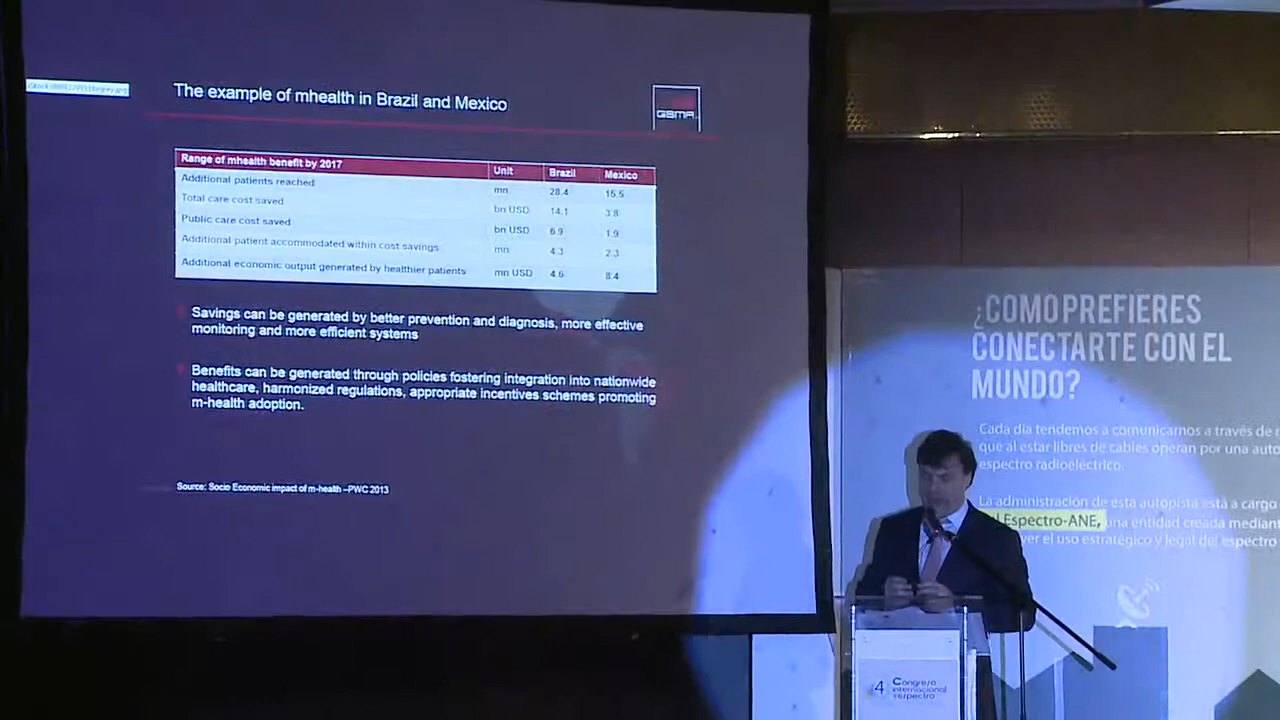 The example of mhealth in Brazil and Mexico
GSMA
Range of mhealth benefit by 2017 Unit Brazil Mexico
Additional patients reached mn 28.4 15.5
Total care cost saved bn USD 14.1 3.8
Public care cost saved bn USD 6.9 1.9
Additional patient accommodated within cost savings mn 4.3 2.3
Additional economic output generated by healthier patients mn USD 4.6 8.4
Savings can be generated by better prevention and diagnosis, more effective
monitoring and more efficient systems
Benefits can be generated through policies fostering integration into nationwide
healthcare, harmonized regulations, appropriate incentives schemes promoting
m-health adoption.
Source: Socio Economic impact of m-health –PWC 2013
¿COMO PREFIERES
CONECTARTE CON EL
MUNDO?
Cada día tendemos a comunicarnos a través de
que al estar libres de cables operan por una
espectro radioeléctrico.
La administración de esta autopista está a cargo
Espectro-ANE, una entidad creada
el uso estratégico y legal del espectro
4 Congreso
internacional
espectro